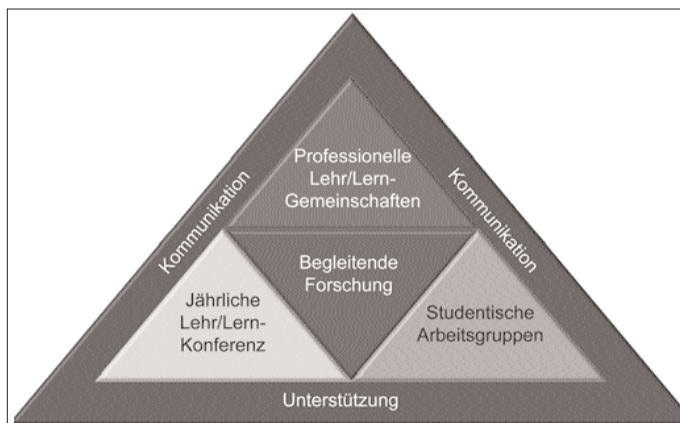 Kommunikation
Kommunikation
Professionelle
Lehr/Lern-
Gemeinschaften
Begleitende
Forschung
Jährliche
Lehr/Lern-
Konferenz
Studentische
Arbeitsgruppen
Unterstützung